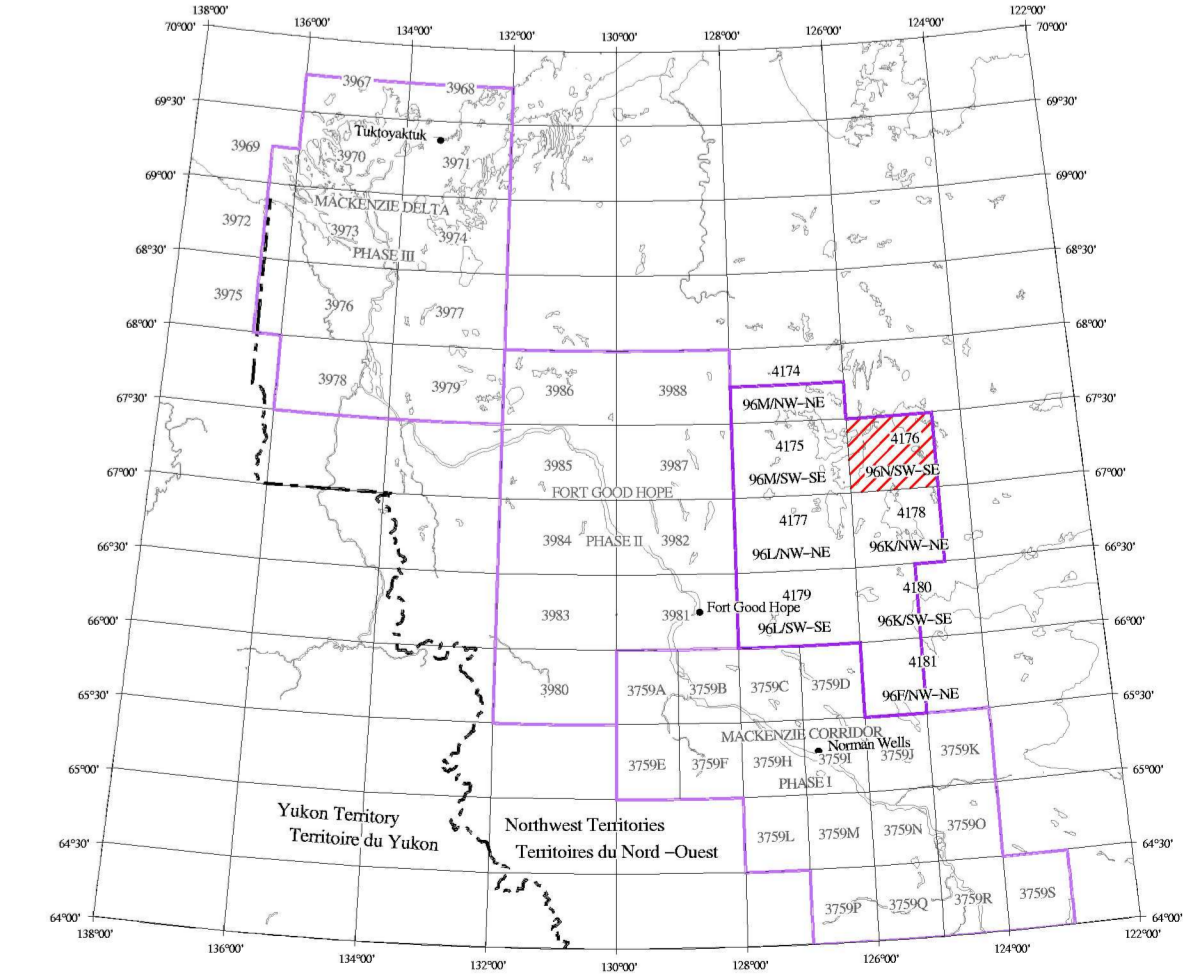 138°00' 136°00' 134°00' 132°00' 130°00' 128°00' 126°00' 124°00' 122°00'
70°00' 70°00'
3967 3968
69°30' 69°30'
Tuktoyaktuk
3969 3970 3971
69°00' 69°00'
MACKENZIE DELTA
3972 3973 3974
68°30' PHASE III 68°30'
3975 3976 3977
68°00' 68°00'
4174
3978 3979 3986 3988
67°30' 96M/NW-NE 67°30'
4175 4176
3985 3987
67°00' 96M/SW-SE 96N/SW-SE 67°00'
FORT GOOD HOPE
4177 4178
3984 PHASE II 3982
66°30' 96L/NW-NE 96K/NW-NE 66°30'
4179 4180
3983 3981 Fort Good Hope
66°00' 96L/SW-SE 96K/SW-SE 66°00'
4181
3980 3759A 3759B 3759C 3759D
65°30' 96F/NW-NE 65°30'
MACKENZIE CORRIDOR
Norman Wells
3759E 3759F 3759H 3759I 3759J 3759K
65°00' PHASE I 65°00'
Yukon Territory
Territoire du Yukon
Northwest Territories
Territoires du Nord –Ouest
3759L 3759M 3759N 3759O
64°30' 64°30'
3759P 3759Q 3759R 3759S
64°00' 64°00'
138°00' 136°00' 134°00' 132°00' 130°00' 128°00' 126°00' 124°00' 122°00'